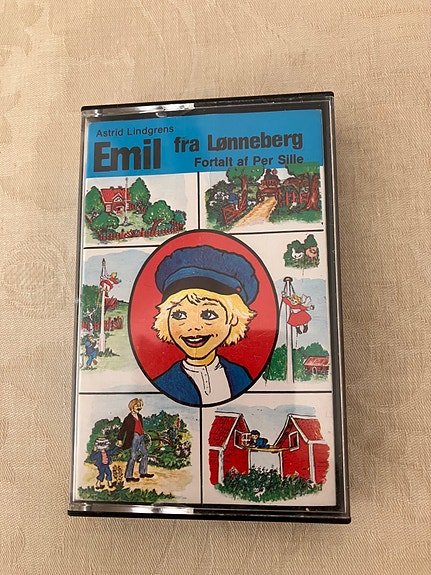 Astrid Lindgrens
Emil fra Lønneberg
Fortalt af Per Sille